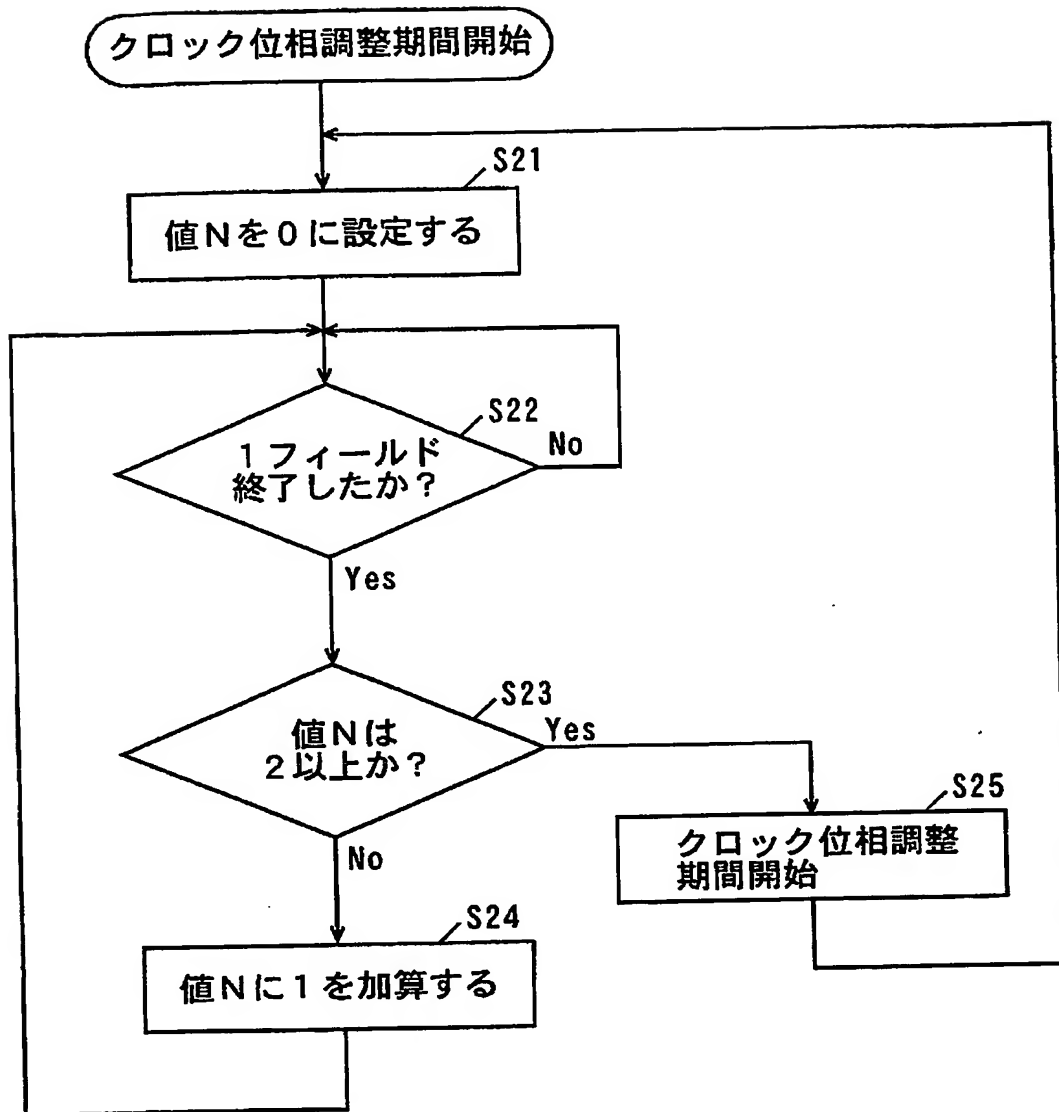 クロック位相調整期間開始
S21
値Nを0に設定する
S22
1フィールド
終了したか?
No
Yes
S23
値Nは
2以上か?
Yes
No
S25
クロック位相調整
期間開始
S24
値Nに1を加算する